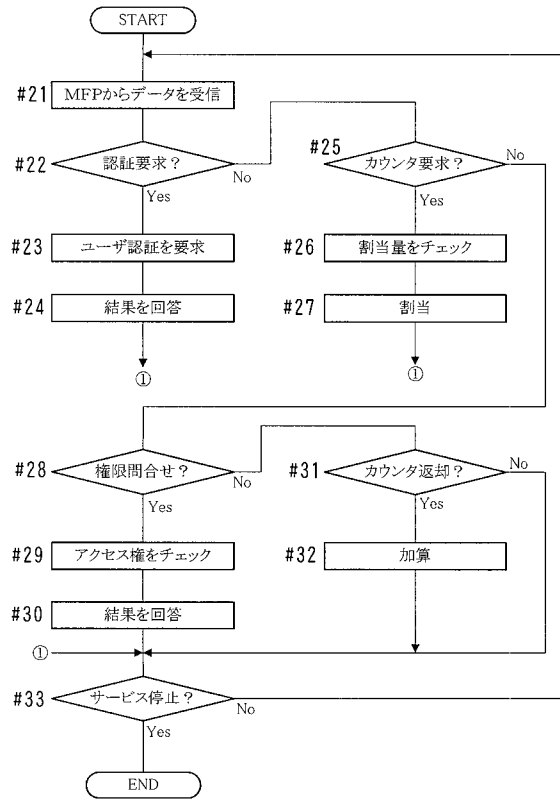 START
#21 MFPからデータを受信
#22 認証要求？
No
Yes
#25 カウンタ要求？
No
Yes
#23 ユーザ認証を要求
#26 割当量をチェック
#24 結果を回答
#27 割当
①
①
#28 権限問合せ？
No
Yes
#31 カウンタ返却？
No
Yes
#29 アクセス権をチェック
#32 加算
#30 結果を回答
①
#33 サービス停止？
No
Yes
END